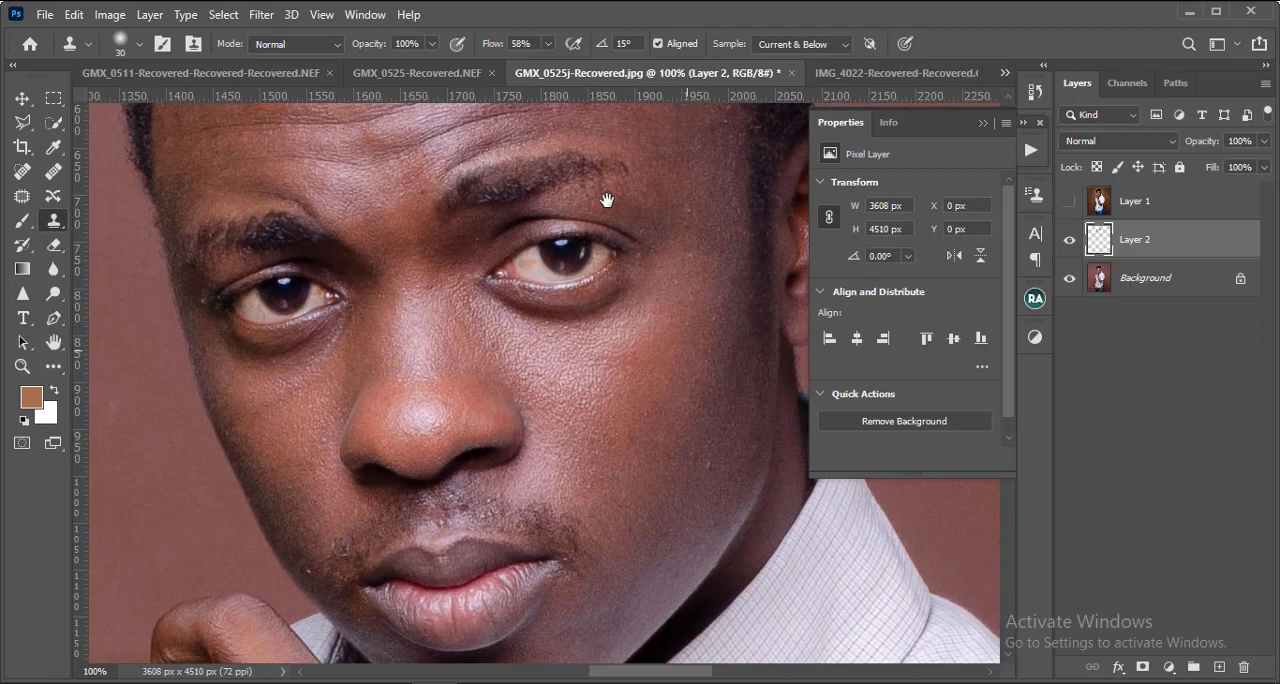 Ps File Edit Image Layer Type Select Filter 3D View Window Help
30 Mode: Normal Opacity: 100% Flow: 58% 15° Aligned Sample: Current & Below
GMX_0511-Recovered-Recovered-Recovered.NEF × GMX_0525-Recovered.NEF × GMX_0525j-Recovered.jpg @ 100% (Layer 2, RGB/8#) * × IMG_4022-Recovered-Recovered.(
00 1350 1400 1450 1500 1550 1600 1650 1700 1750 1800 1850 1900 1950 2000 2050 2100 2150 2200 2250
Properties Info
Pixel Layer
Transform
W 3608 px X 0 px
H 4510 px Y 0 px
0.00°
Align and Distribute
Align:
Quick Actions
Remove Background
RA
Layers Channels Paths
Kind
Normal Opacity: 100%
Lock: Fill: 100%
Layer 1
Layer 2
Background
Activate Windows
Go to Settings to activate Windows.
100% 3608 px x 4510 px (72 ppi)